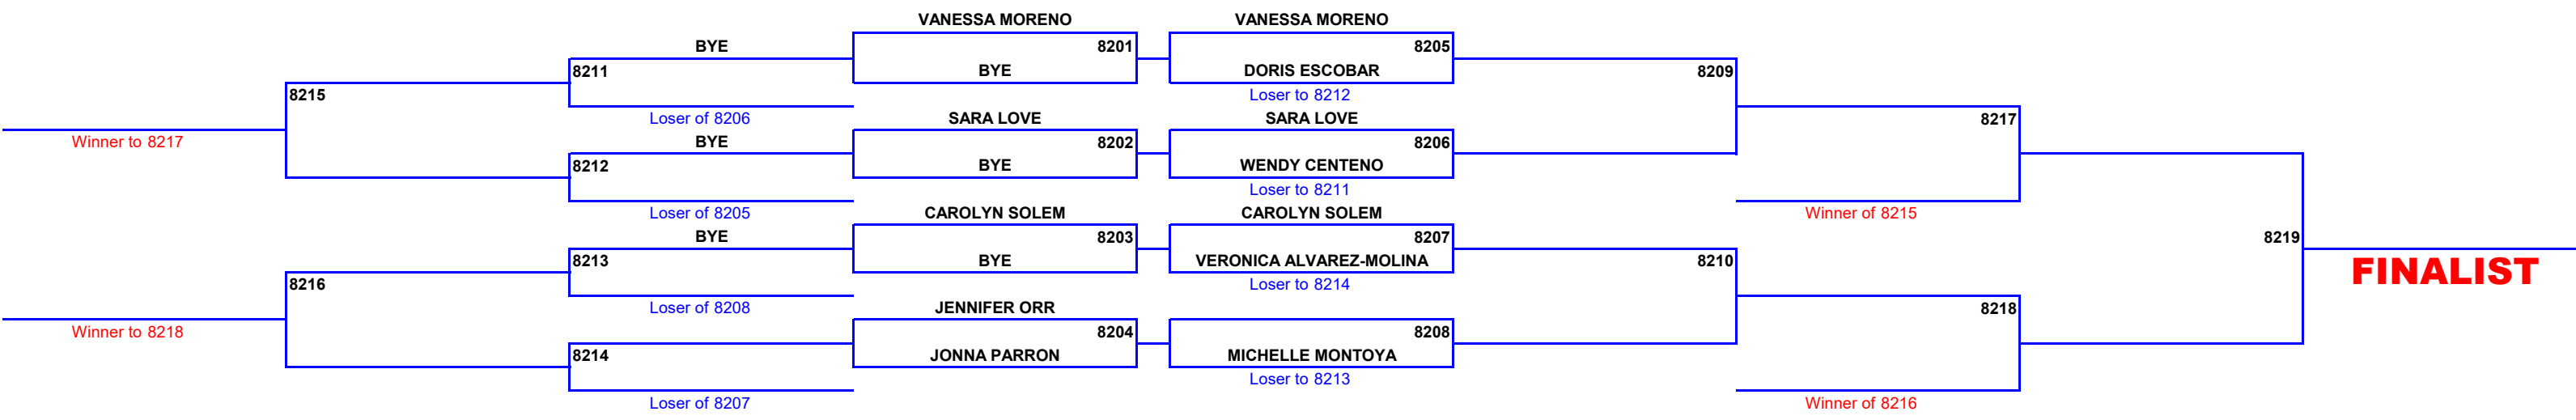 VANESSA MORENO VANESSA MORENO
BYE 8201 8205
8211 BYE DORIS ESCOBAR 8209
8215 Loser to 8212
Loser of 8206 SARA LOVE SARA LOVE 8217
Winner to 8217 BYE 8202 8206
8212 BYE WENDY CENTENO
Loser to 8211
Loser of 8205 CAROLYN SOLEM CAROLYN SOLEM Winner of 8215
BYE 8203 8207 8219
8213 BYE VERONICA ALVAREZ-MOLINA 8210 FINALIST
8216 Loser to 8214
Loser of 8208 JENNIFER ORR 8218
Winner to 8218 8204 8208
8214 JONNA PARRON MICHELLE MONTOYA
Loser to 8213
Loser of 8207 Winner of 8216